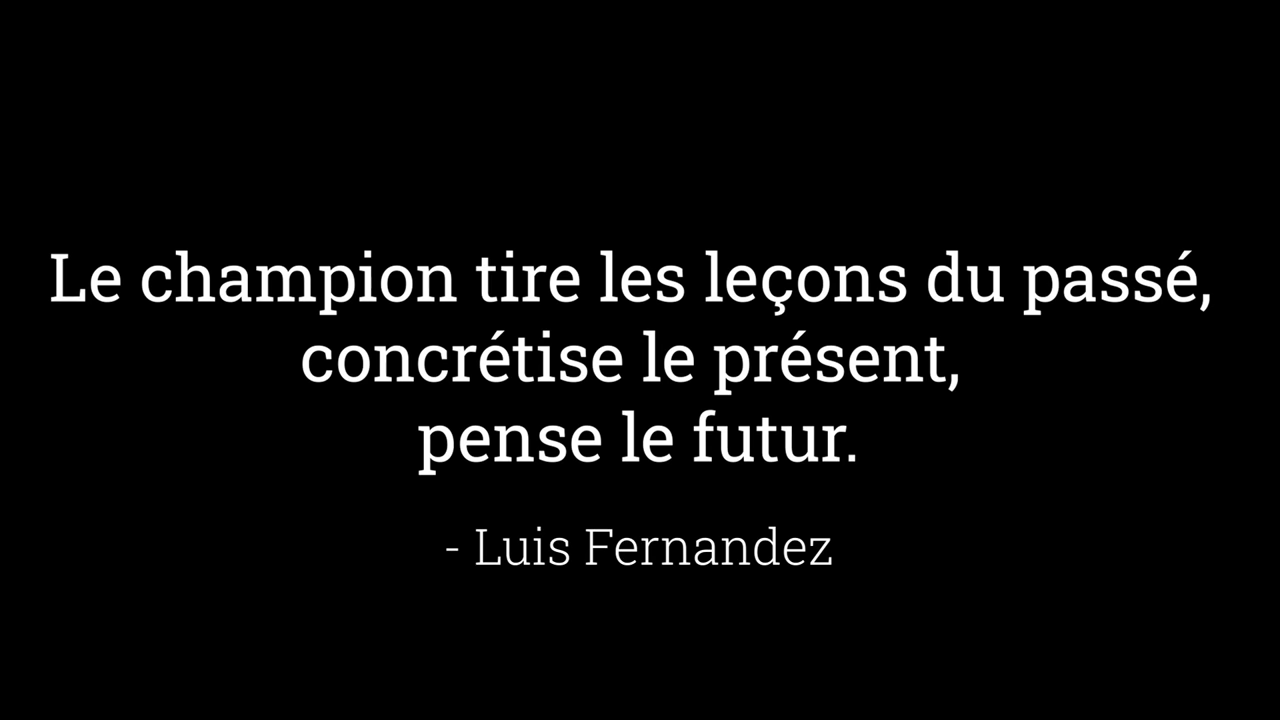 Le champion tire les leçons du passé,
concrétise le présent,
pense le futur.
- Luis Fernandez